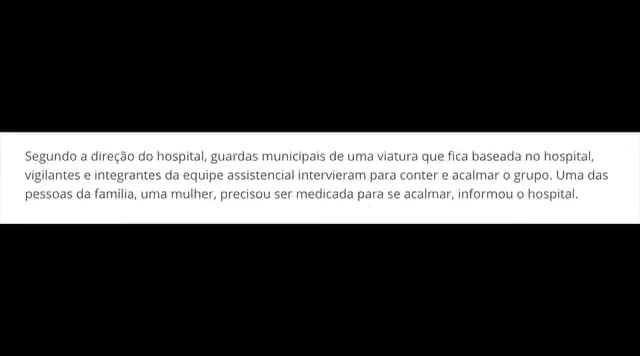 Segundo a direção do hospital, guardas municipais de uma viatura que fica baseada no hospital,
vigilantes e integrantes da equipe assistencial intervieram para conter e acalmar o grupo. Uma das
pessoas da família, uma mulher, precisou ser medicada para se acalmar, informou o hospital.